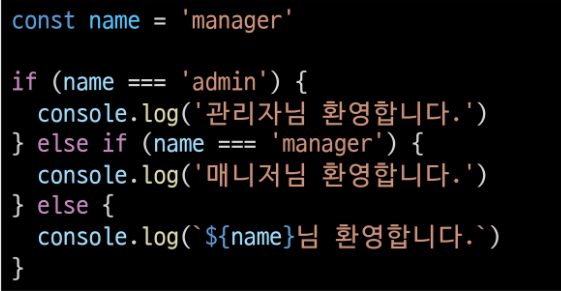 const name = 'manager'
if (name === 'admin') {
console.log('관리자님 환영합니다.')
} else if (name === 'manager') {
console.log('매니저님 환영합니다.')
} else {
console.log(`${name}님 환영합니다.`)
}